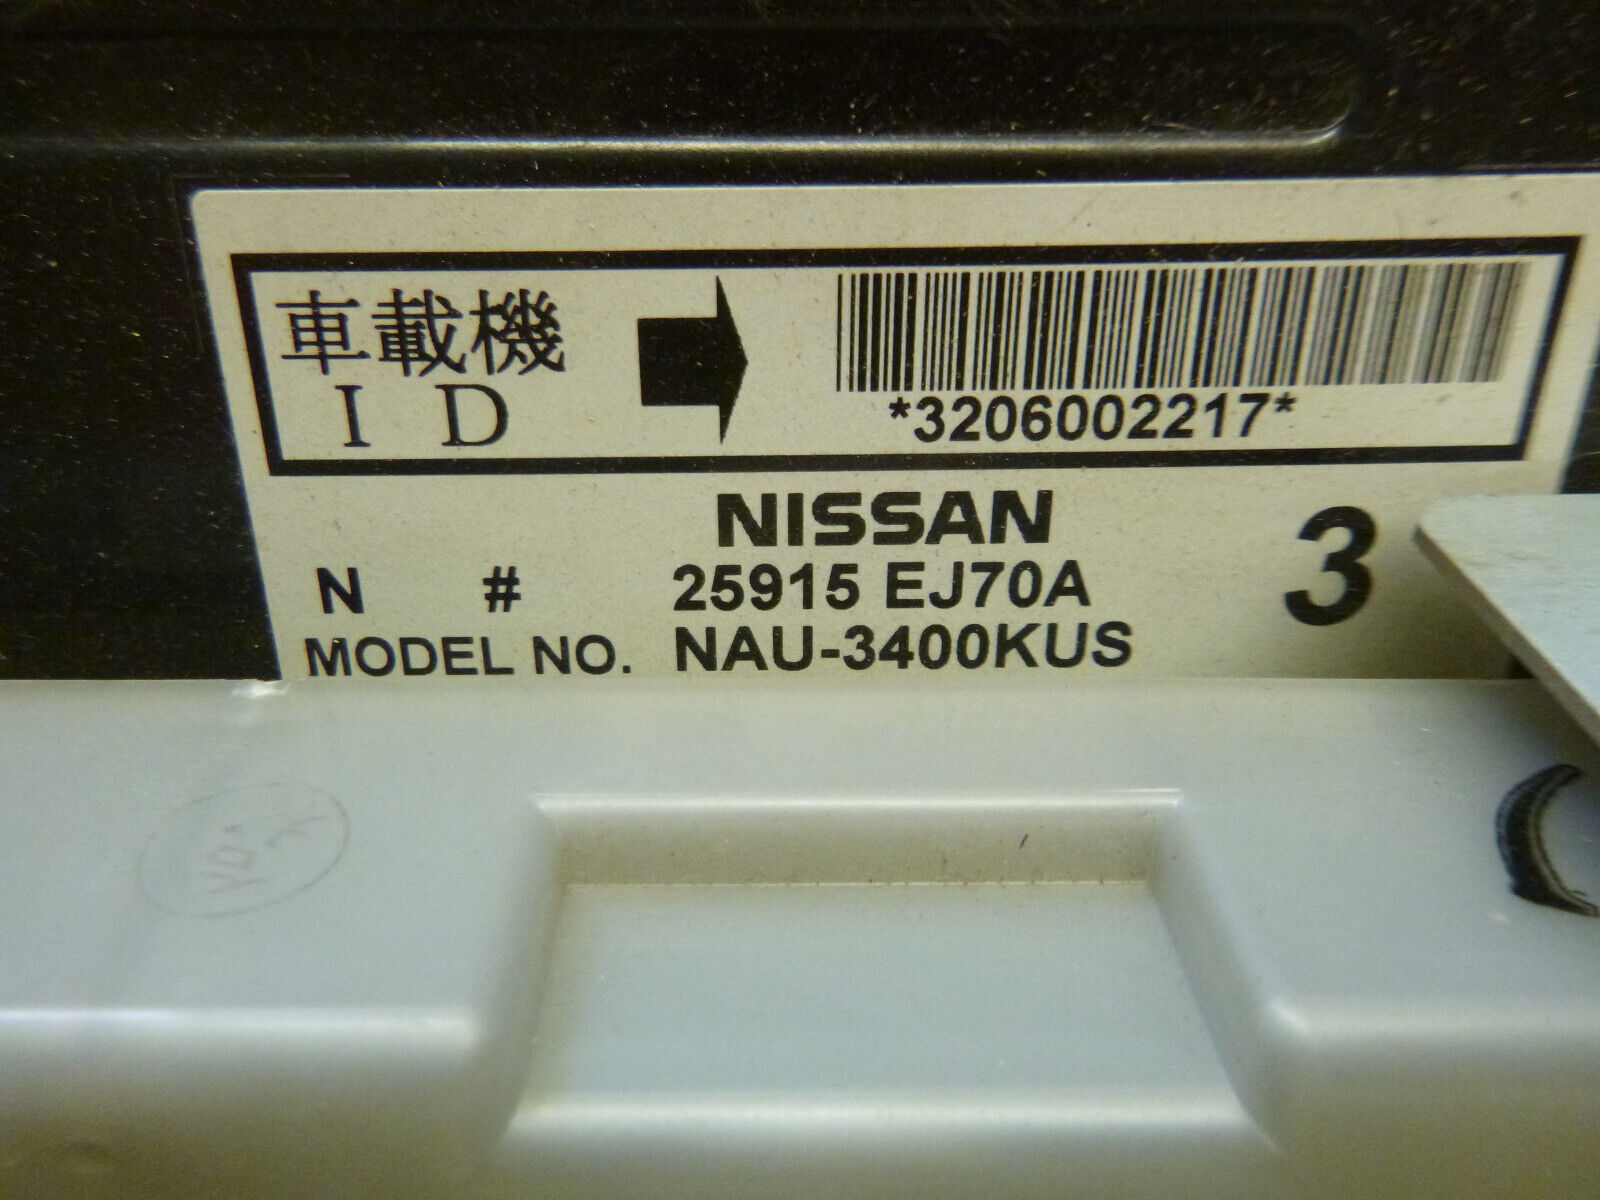 車載機
ID
*3206002217*
NISSAN
3
N # 25915 EJ70A
MODEL NO. NAU-3400KUS